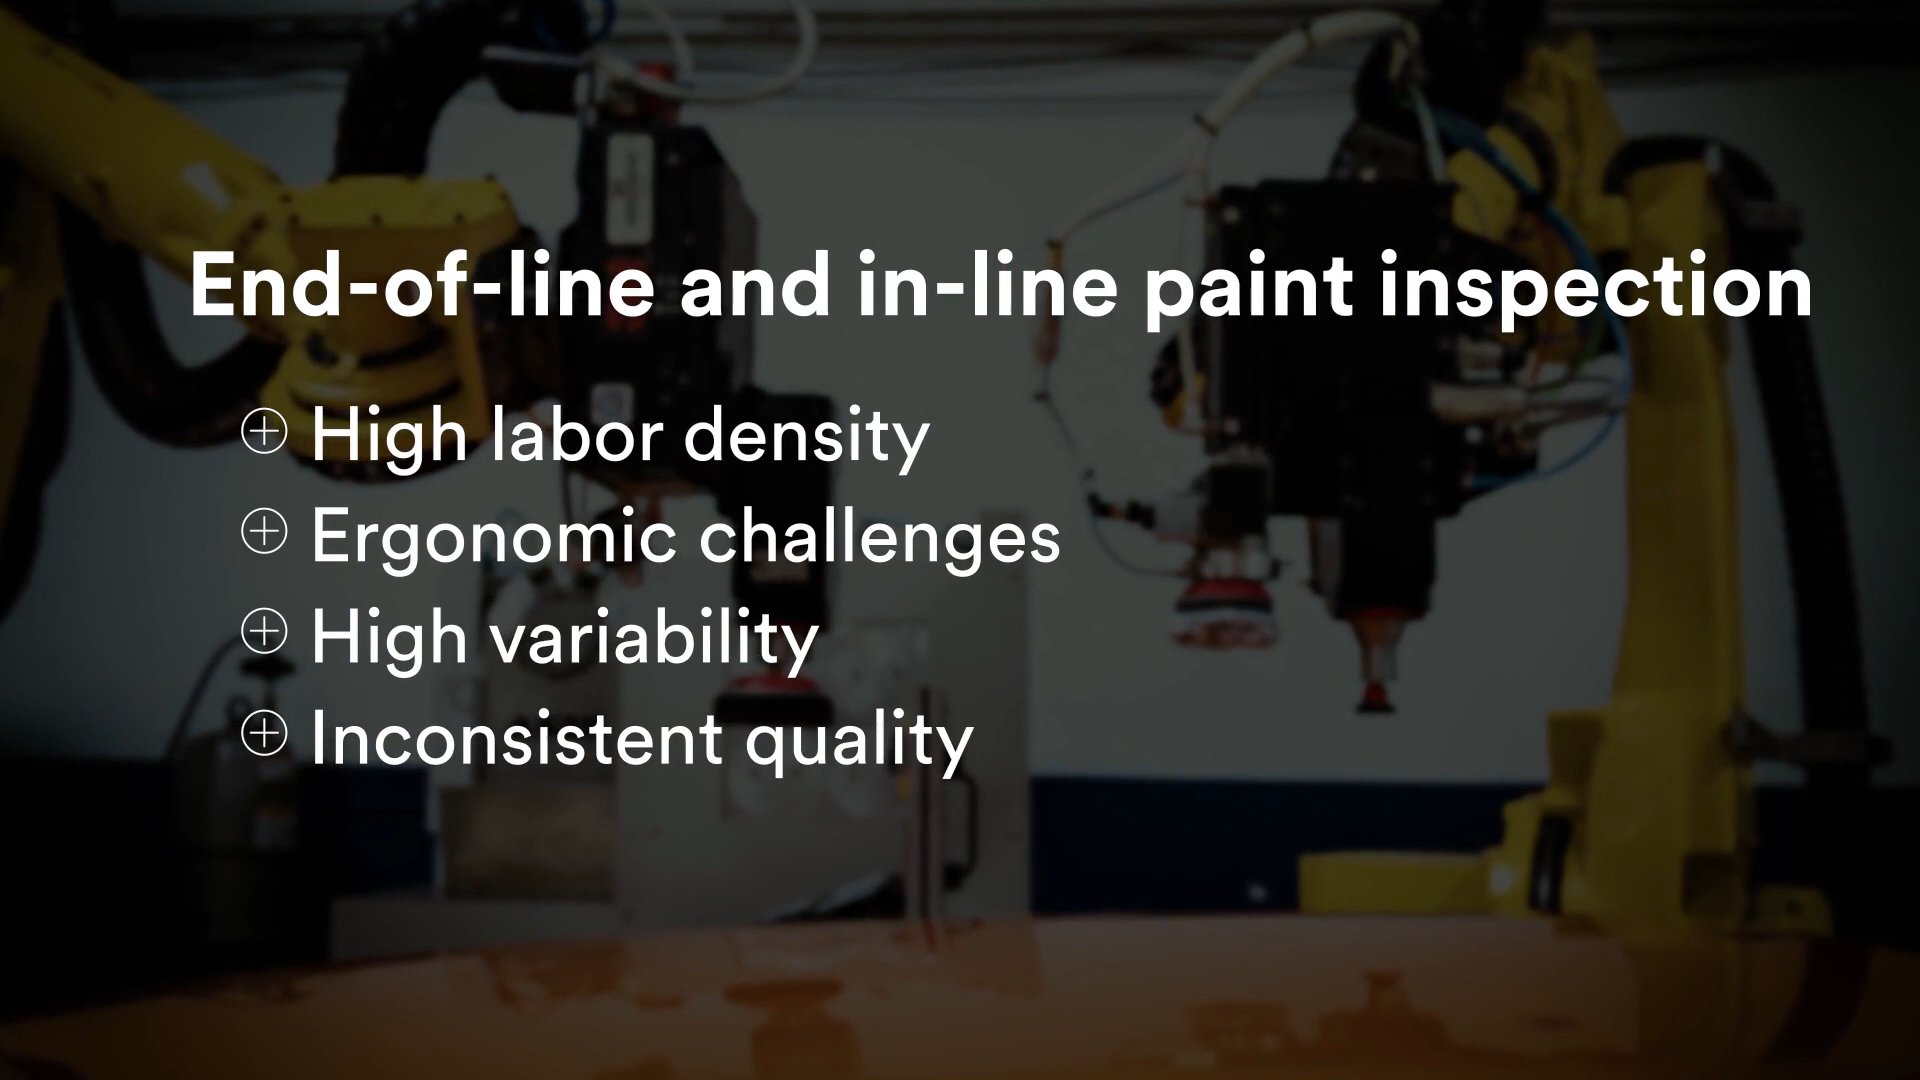 End-of-line and in-line paint inspection
High labor density
Ergonomic challenges
High variability
Inconsistent quality